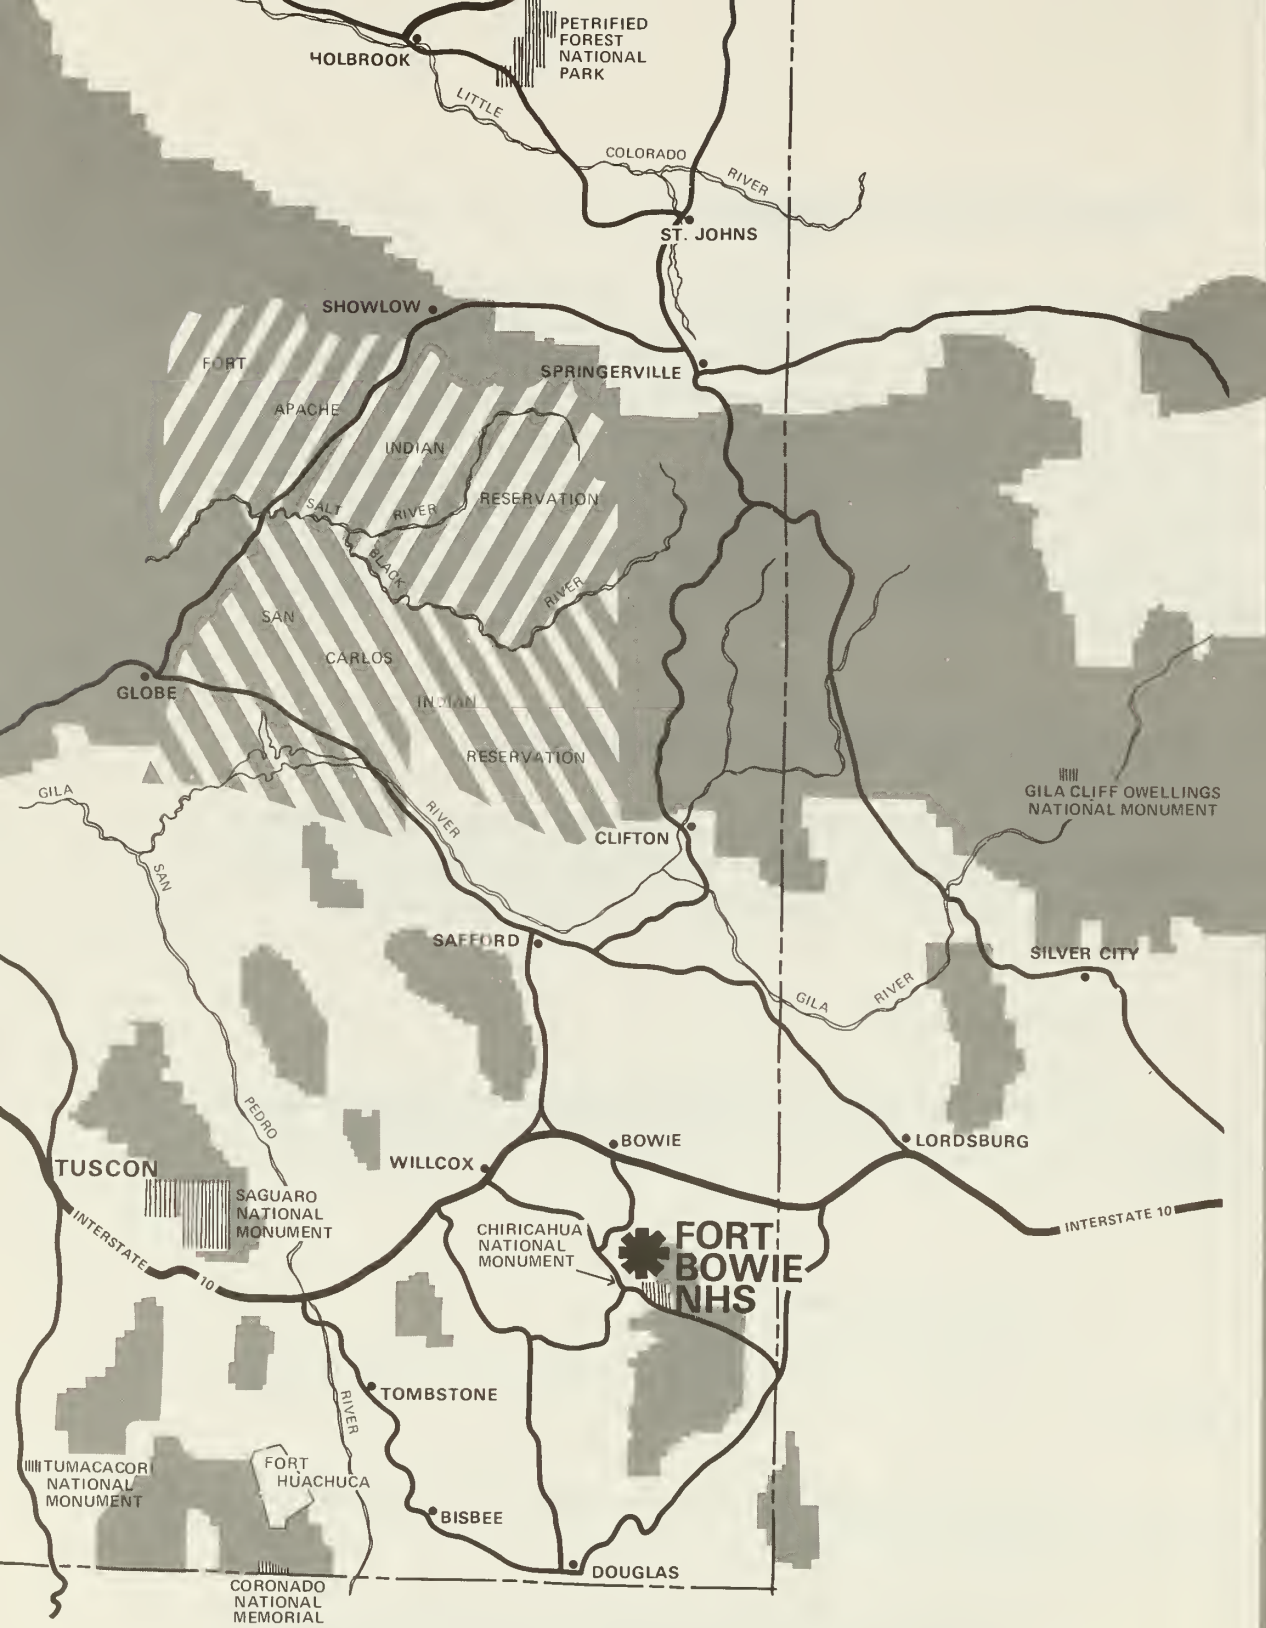 PETRIFIED
FOREST
NATIONAL
PARK
HOLBROOK
LITTLE
COLORADO
RIVER
ST. JOHNS
SHOWLOW
SPRINGERVILLE
FORT
APACHE
INDIAN
RESERVATION
SALT
RIVER
BLACK
RIVER
SAN
CARLOS
INDIAN
RESERVATION
GLOBE
GILA
RIVER
CLIFTON
GILA CLIFF OWELLINGS
NATIONAL MONUMENT
SAN
SAFFORD
SILVER CITY
GILA
RIVER
PEDRO
BOWIE
LORDSBURG
WILLCOX
TUSCON
SAGUARO
NATIONAL
MONUMENT
INTERSTATE
10
CHIRICAHUA
NATIONAL
MONUMENT
FORT
BOWIE
NHS
INTERSTATE 10
TOMBSTONE
RIVER
TUMACACORI
NATIONAL
MONUMENT
FORT
HUACHUCA
BISBEE
DOUGLAS
CORONADO
NATIONAL
MEMORIAL